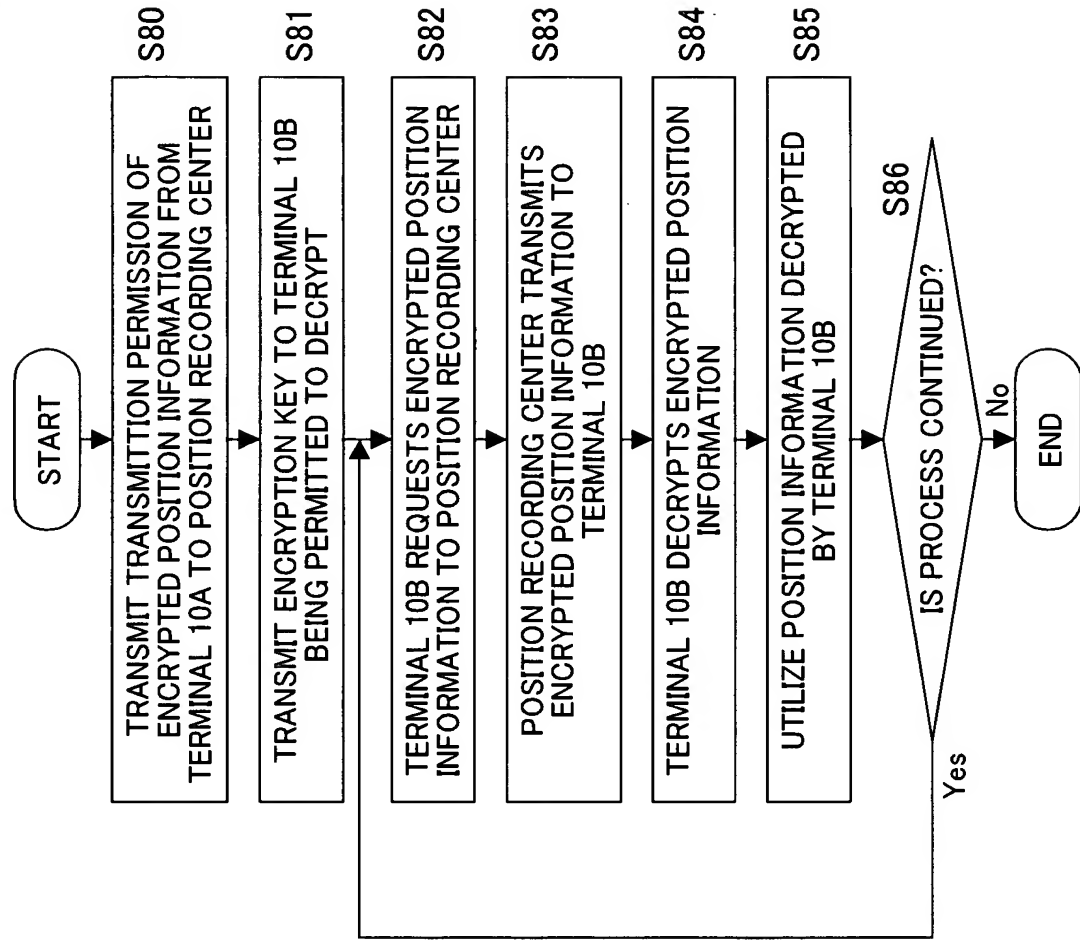 START
S80
TRANSMIT TRANSMITTION PERMISSION OF
ENCRYPTED POSITION INFORMATION FROM
TERMINAL 10A TO POSITION RECORDING CENTER
S81
TRANSMIT ENCRYPTION KEY TO TERMINAL 10B
BEING PERMITTED TO DECRYPT
S82
TERMINAL 10B REQUESTS ENCRYPTED POSITION
INFORMATION TO POSITION RECORDING CENTER
S83
POSITION RECORDING CENTER TRANSMITS
ENCRYPTED POSITION INFORMATION TO
TERMINAL 10B
S84
TERMINAL 10B DECRYPTS ENCRYPTED POSITION
INFORMATION
S85
UTILIZE POSITION INFORMATION DECRYPTED
BY TERMINAL 10B
S86
IS PROCESS CONTINUED?
Yes
No
END